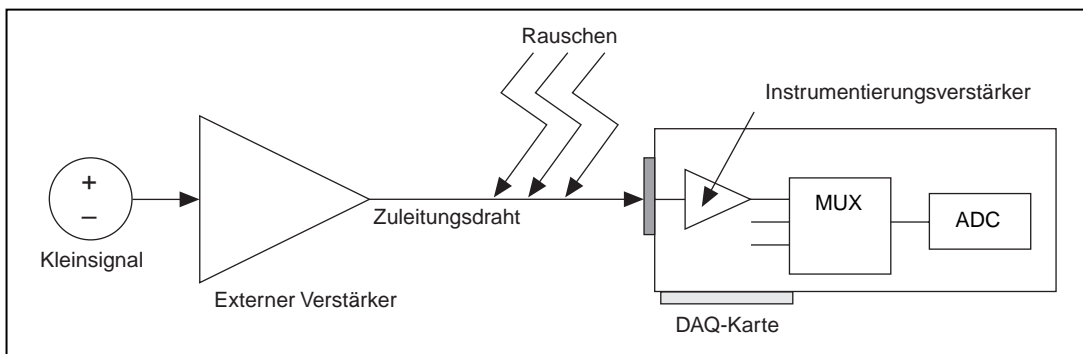 Rauschen
Instrumentierungsverstärker
+
–
Zuleitungsdraht
MUX
ADC
Kleinsignal
Externer Verstärker
DAQ-Karte